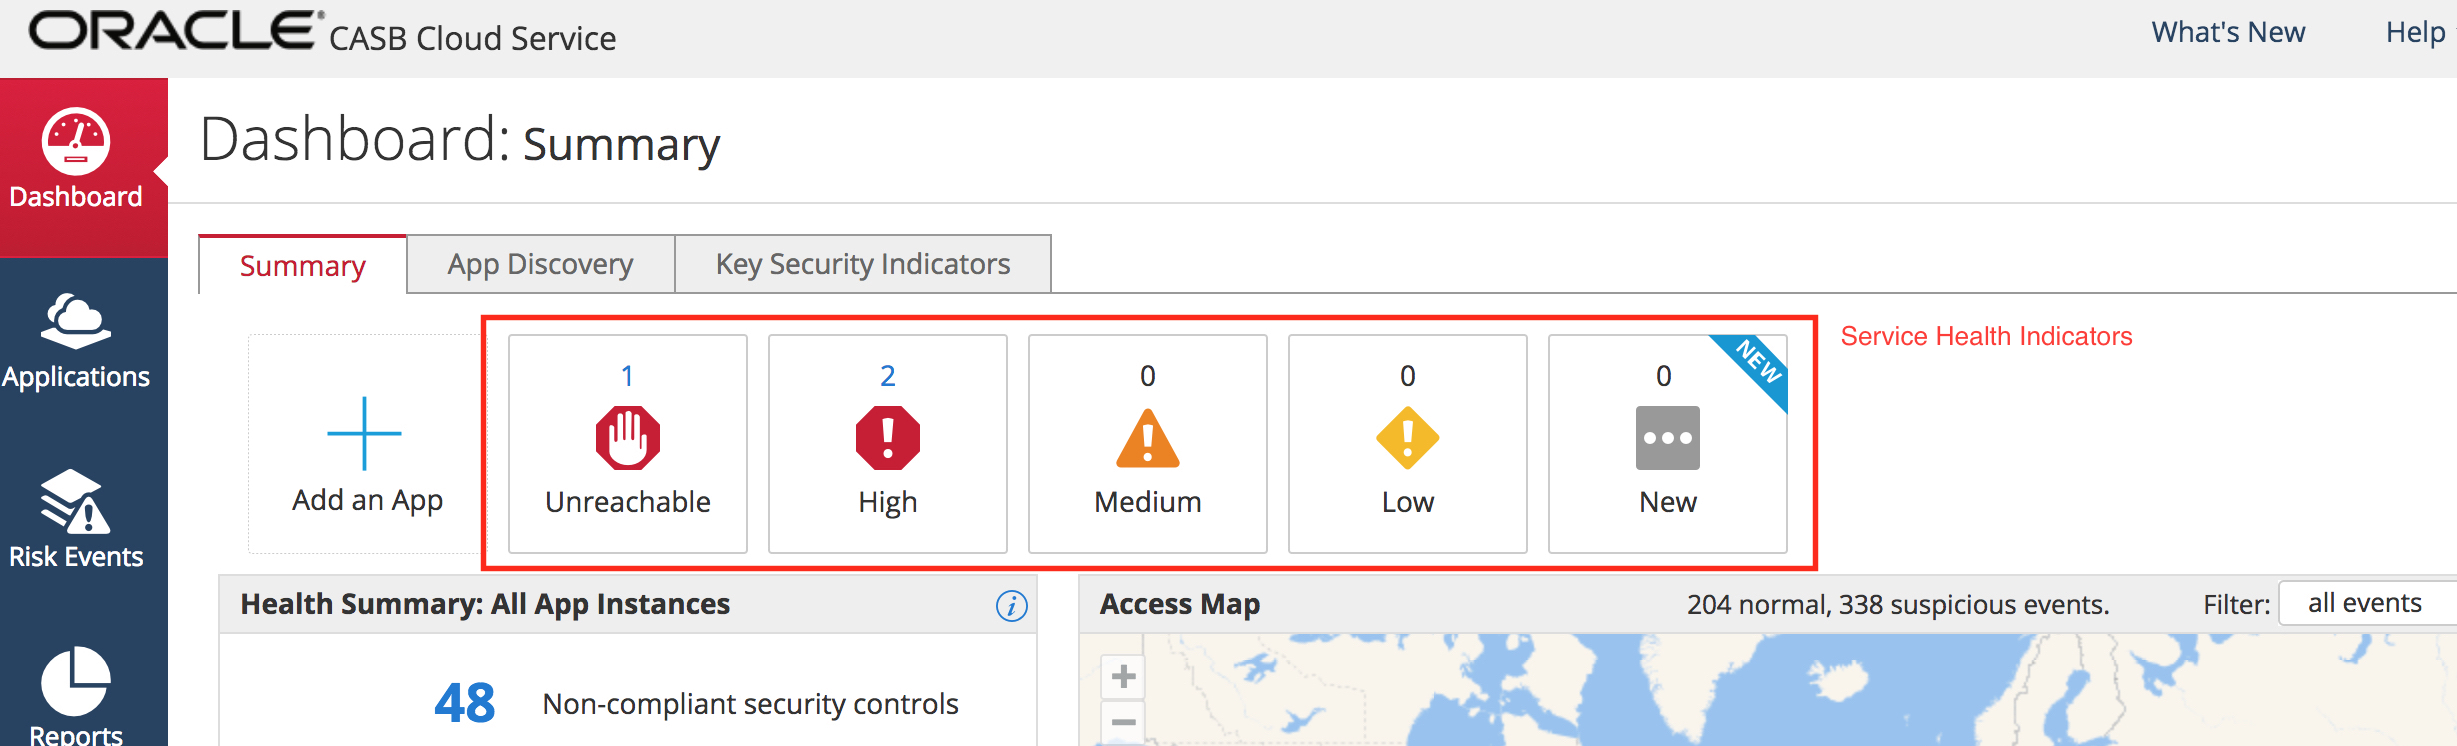 ORACLE® CASB Cloud Service
What's New
Help
Dashboard
Applications
Risk Events
Reports
Dashboard: Summary
Summary
App Discovery
Key Security Indicators
Add an App
1
Unreachable
2
High
0
Medium
0
Low
0
NEW
New
Service Health Indicators
Health Summary: All App Instances
i
48 Non-compliant security controls
Access Map
204 normal, 338 suspicious events.
Filter: all events
+
−